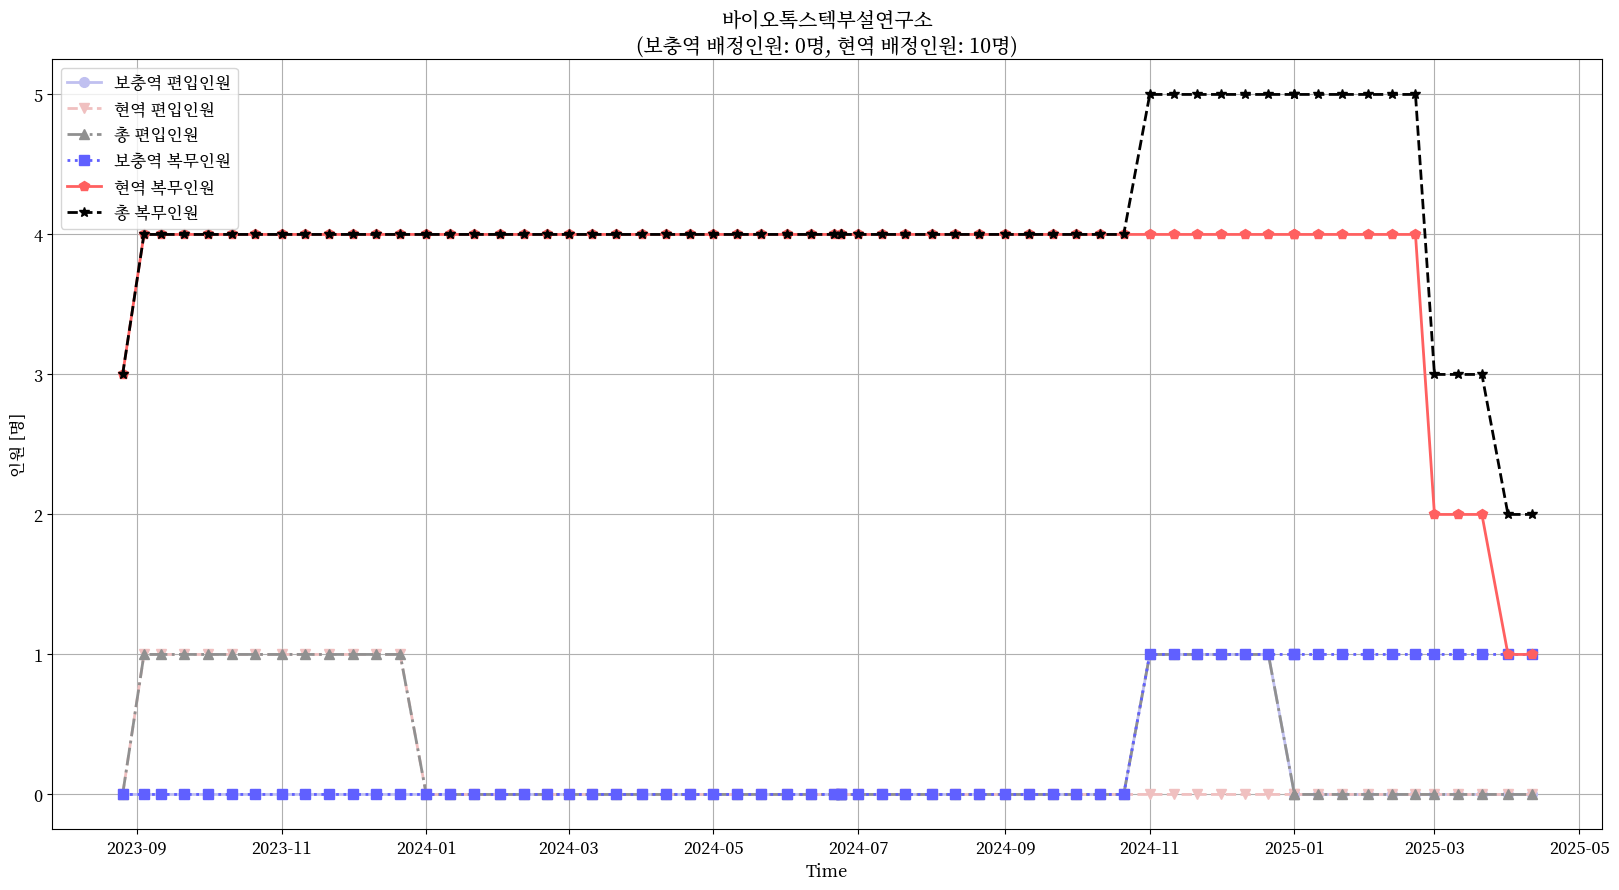 바이오톡스텍부설연구소
(보충역 배정인원: 0명, 현역 배정인원: 10명)
보충역 편입인원
현역 편입인원
총 편입인원
보충역 복무인원
현역 복무인원
총 복무인원
5
4
3
2
1
0
인원 [명]
2023-09 2023-11 2024-01 2024-03 2024-05 2024-07 2024-09 2024-11 2025-01 2025-03 2025-05
Time